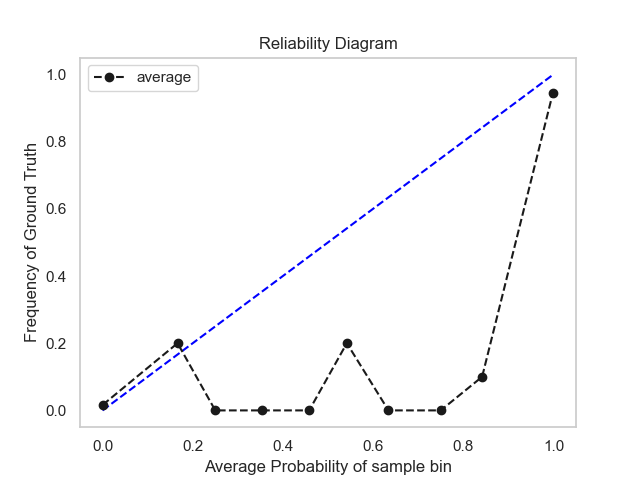 Reliability Diagram
average
Frequency of Ground Truth
1.0
0.8
0.6
0.4
0.2
0.0
0.0 0.2 0.4 0.6 0.8 1.0
Average Probability of sample bin